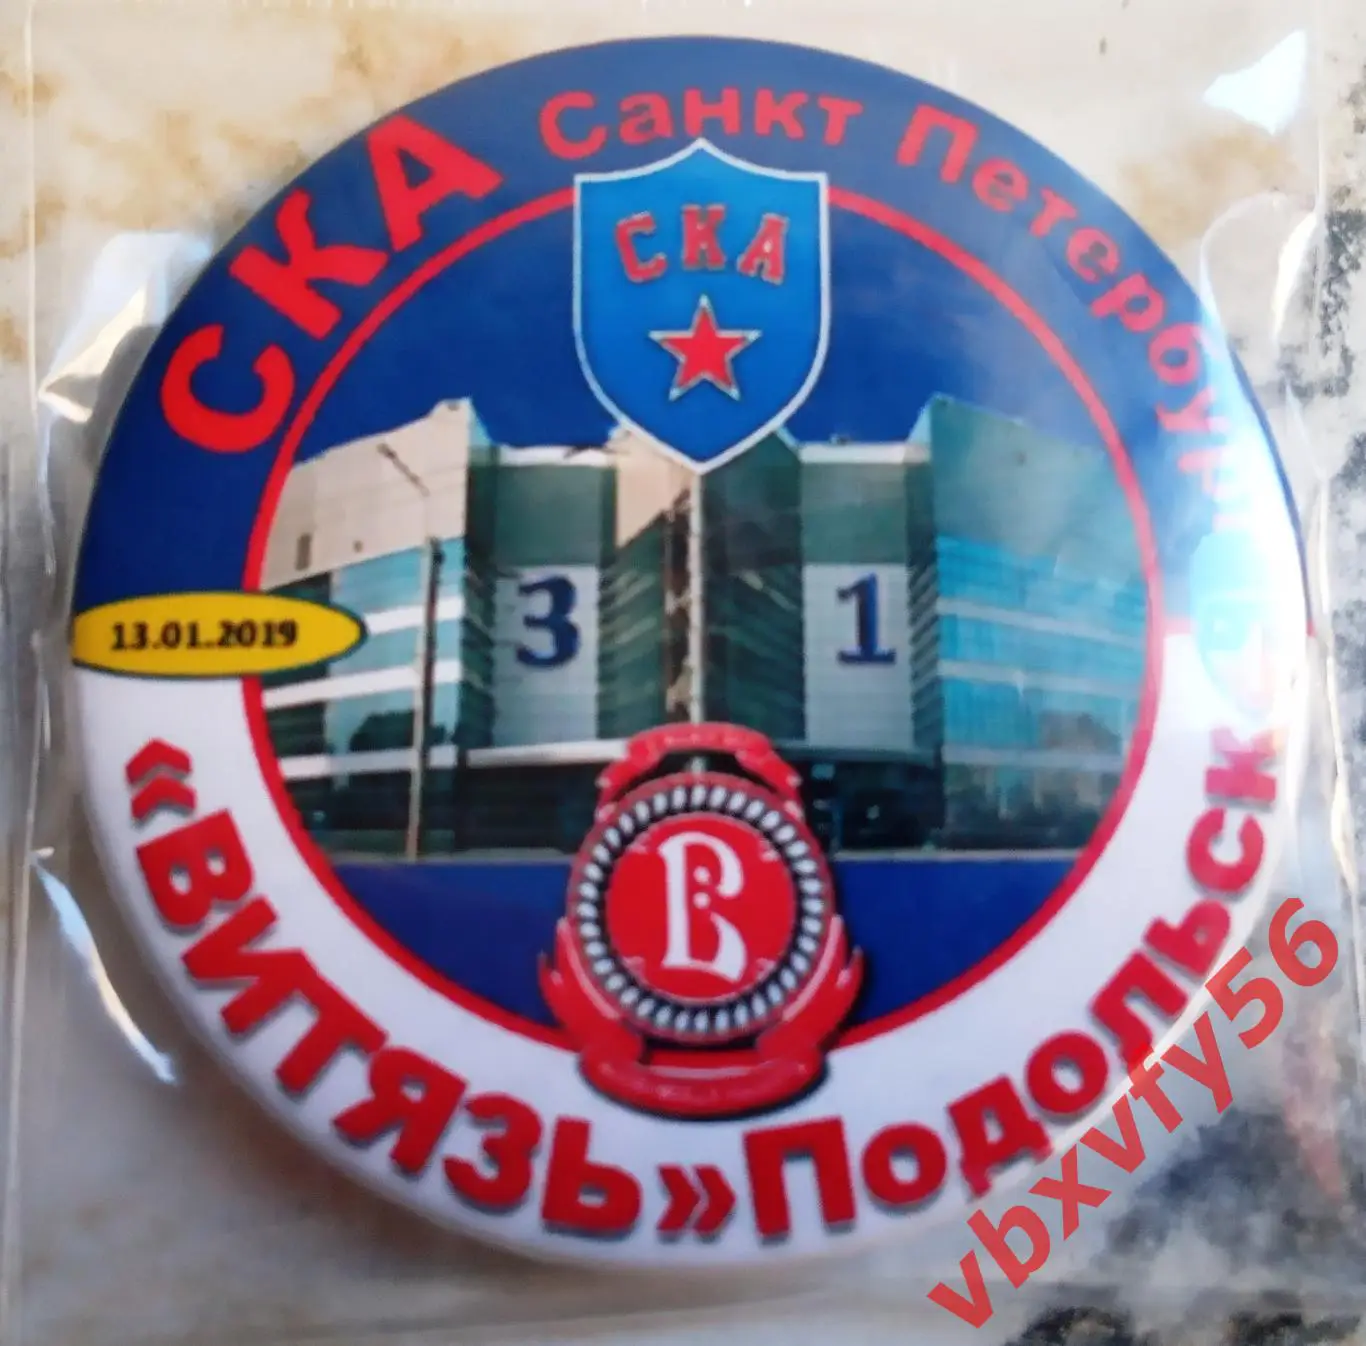 СКА Санкт Петербург
СКА
3 1
13.01.2019
В
«ВИТЯЗЬ» Подольск
vbxvfy56